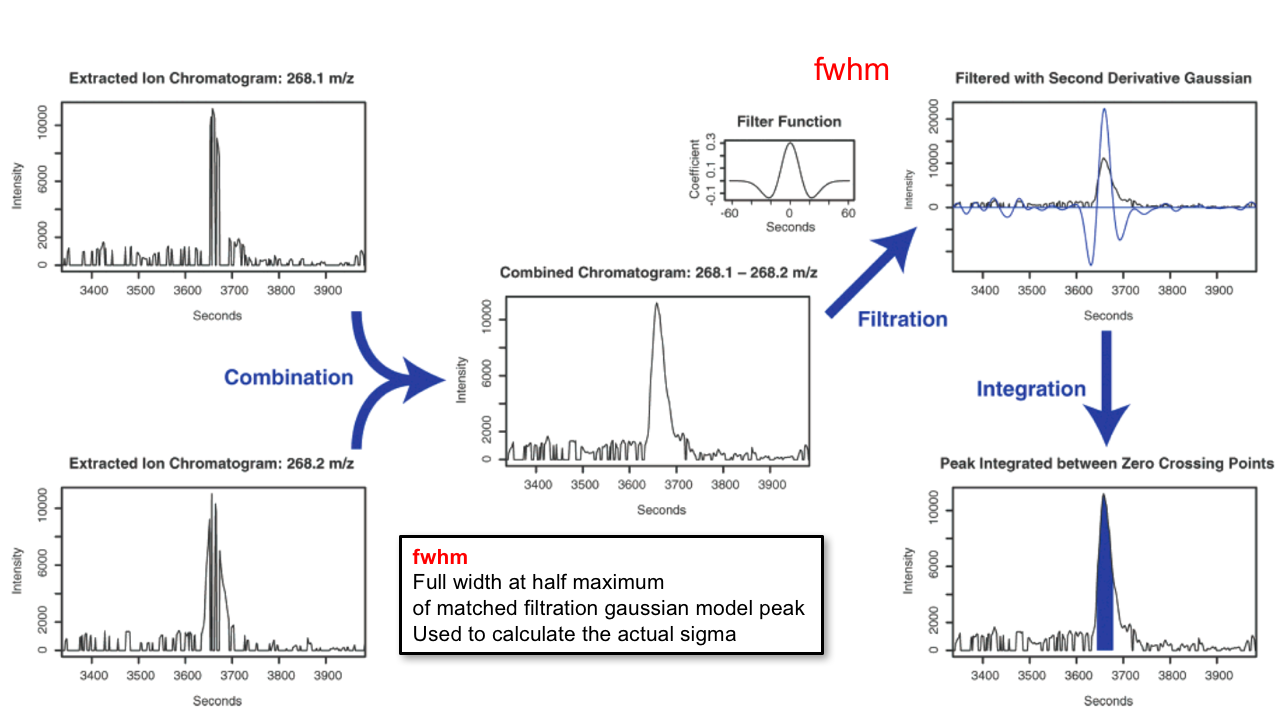 fwhm
Extracted Ion Chromatogram: 268.1 m/z
Intensity
0 2000 6000 10000
3400 3500 3600 3700 3800 3900
Seconds
Filter Function
Coefficient
-0.1 0.1 0.3
-60 0 60
Seconds
Filtered with Second Derivative Gaussian
Intensity
0 10000 20000
3400 3500 3600 3700 3800 3900
Seconds
Combination
Combined Chromatogram: 268.1 – 268.2 m/z
Intensity
0 2000 6000 10000
3400 3500 3600 3700 3800 3900
Seconds
Filtration
Integration
Extracted Ion Chromatogram: 268.2 m/z
Intensity
0 2000 6000 10000
3400 3500 3600 3700 3800 3900
Seconds
fwhm
Full width at half maximum
of matched filtration gaussian model peak
Used to calculate the actual sigma
Peak Integrated between Zero Crossing Points
Intensity
0 2000 6000 10000
3400 3500 3600 3700 3800 3900
Seconds